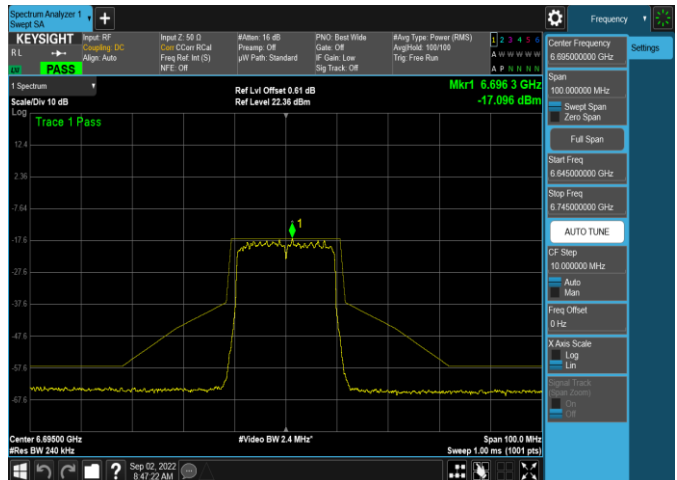 Spectrum Analyzer 1
Swept SA
Frequency
KEYSIGHT
RL
LV
PASS
Input: RF
Coupling: DC
Align: Auto
Input Z: 50 Ω
Corr CCorr RCal
Freq Ref: Int (S)
NFE: Off
#Atten: 16 dB
Preamp: Off
µW Path: Standard
PNO: Best Wide
Gate: Off
IF Gain: Low
Sig Track: Off
#Avg Type: Power (RMS)
Avg|Hold: 100/100
Trig: Free Run
1 2 3 4 5 6
A W W W W W
A P N N N N
1 Spectrum
Scale/Div 10 dB
Log
Ref Lvl Offset 0.61 dB
Ref Level 22.36 dBm
Mkr1 6.696 3 GHz
-17.096 dBm
Trace 1 Pass
12.4
2.36
-7.64
-17.6
-27.6
-37.6
-47.6
-57.6
-67.6
1
Center 6.69500 GHz
#Res BW 240 kHz
#Video BW 2.4 MHz*
Span 100.0 MHz
Sweep 1.00 ms (1001 pts)
Sep 02, 2022
8:47:22 AM
Center Frequency
6.695000000 GHz
Span
100.000000 MHz
Swept Span
Zero Span
Full Span
Start Freq
6.645000000 GHz
Stop Freq
6.745000000 GHz
AUTO TUNE
CF Step
10.000000 MHz
Auto
Man
Freq Offset
0 Hz
X Axis Scale
Log
Lin
Signal Track
(Span Zoom)
On
Off
Settings